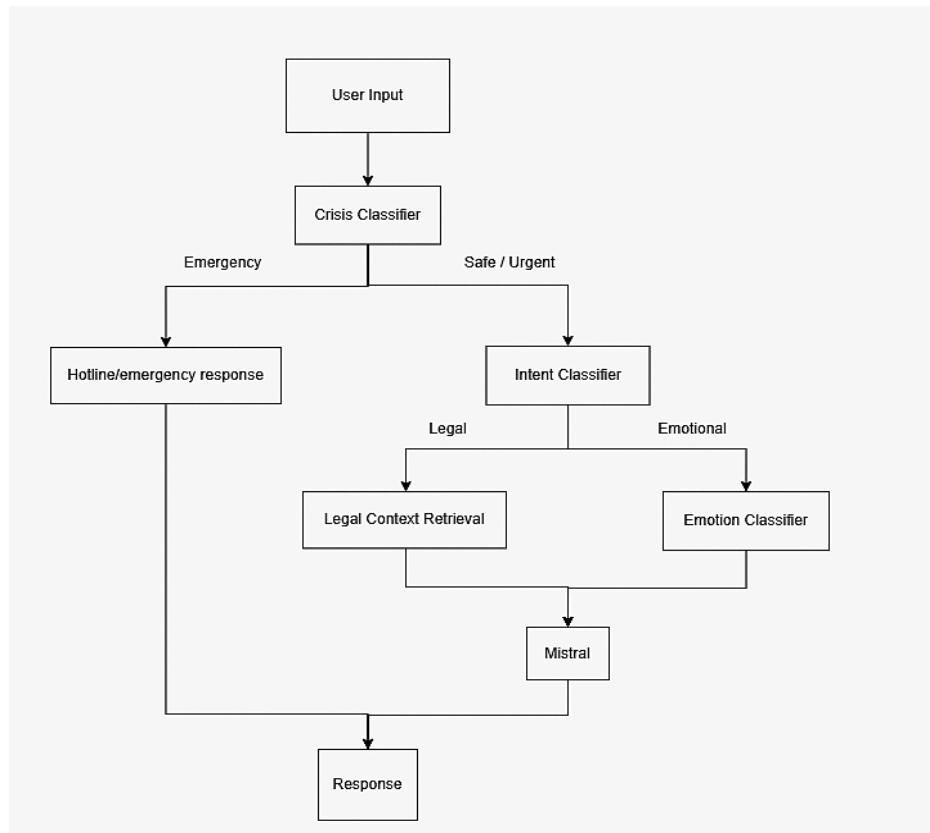 User Input
Crisis Classifier
Emergency
Safe / Urgent
Hotline/emergency response
Intent Classifier
Legal
Emotional
Legal Context Retrieval
Emotion Classifier
Mistral
Response